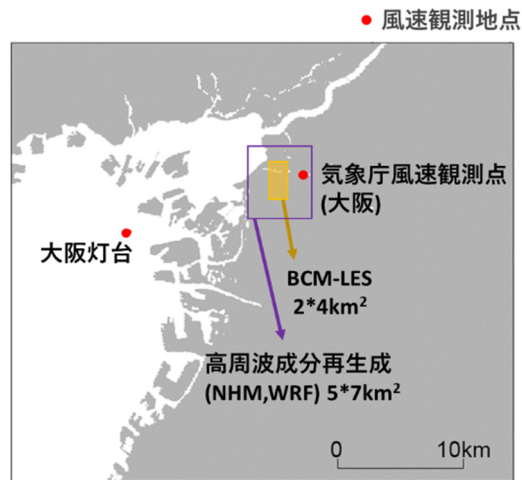 風速観測地点
気象庁風速観測点
(大阪)
大阪灯台
BCM-LES
2*4km²
高周波成分再生成
(NHM,WRF) 5*7km²
0 10km